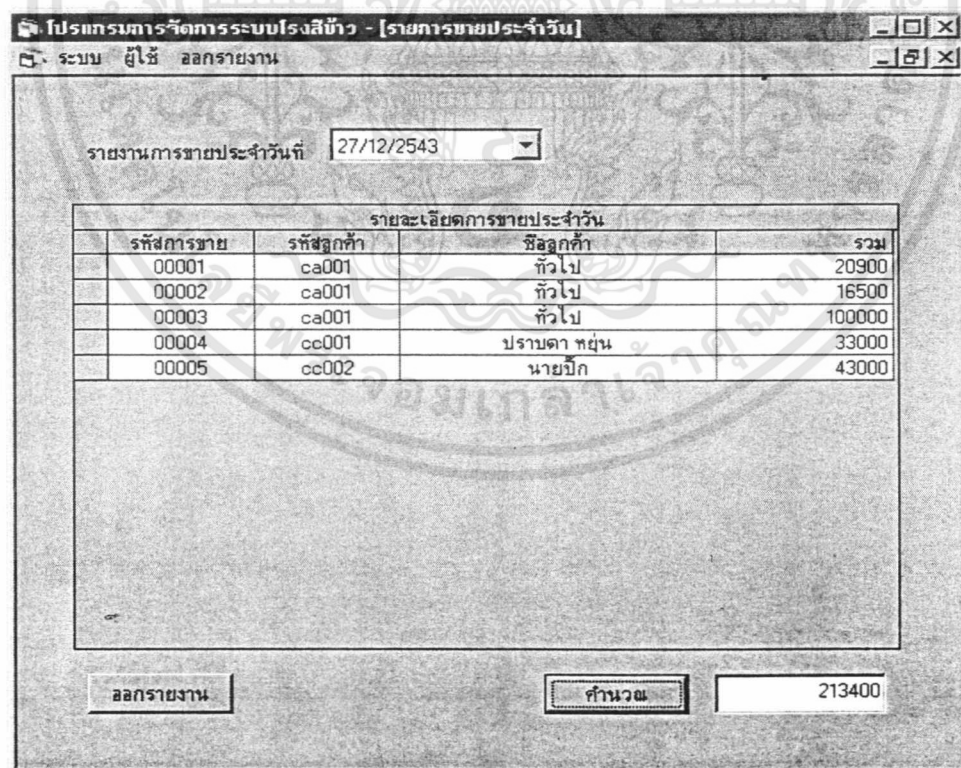 โปรแกรมการจัดการระบบโรงสีข้าว - [รายการขายประจำวัน]
ระบบ ผู้ใช้ ออกรายงาน
รายงานการขายประจำวันที่ 27/12/2543
รายละเอียดการขายประจำวัน
รหัสการขาย รหัสลูกค้า ชื่อลูกค้า รวม
00001 ca001 ทั่วไป 20900
00002 ca001 ทั่วไป 16500
00003 ca001 ทั่วไป 100000
00004 cc001 ปราบดา หยุ่น 33000
00005 cc002 นายปิ๊ก 43000
ออกรายงาน คำนวณ 213400